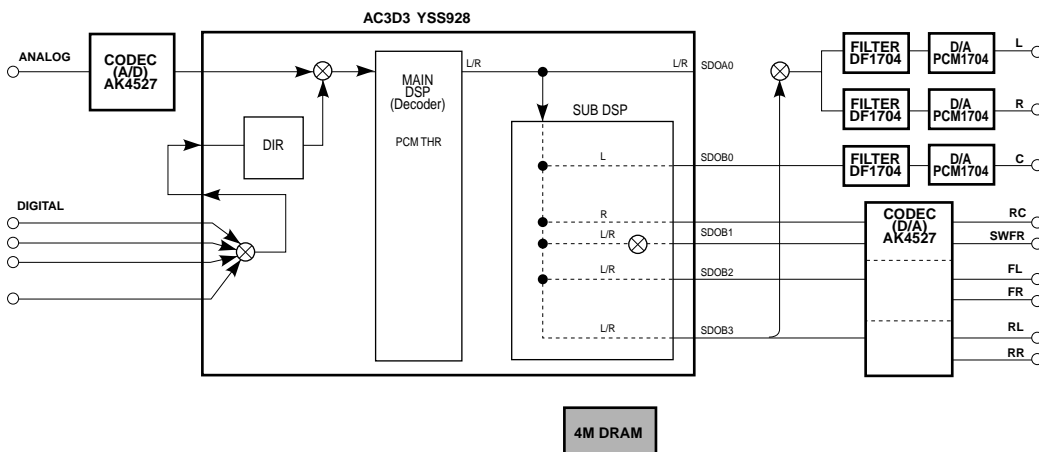 AC3D3 YSS928
ANALOG
CODEC
(A/D)
AK4527
MAIN
DSP
(Decoder)
PCM THR
L/R
L/R
SDOA0
FILTER
DF1704
D/A
PCM1704
L
FILTER
DF1704
D/A
PCM1704
R
SUB DSP
DIR
L
SDOB0
FILTER
DF1704
D/A
PCM1704
C
DIGITAL
R
L/R
SDOB1
CODEC
(D/A)
AK4527
RC
SWFR
L/R
SDOB2
FL
FR
L/R
SDOB3
RL
RR
4M DRAM